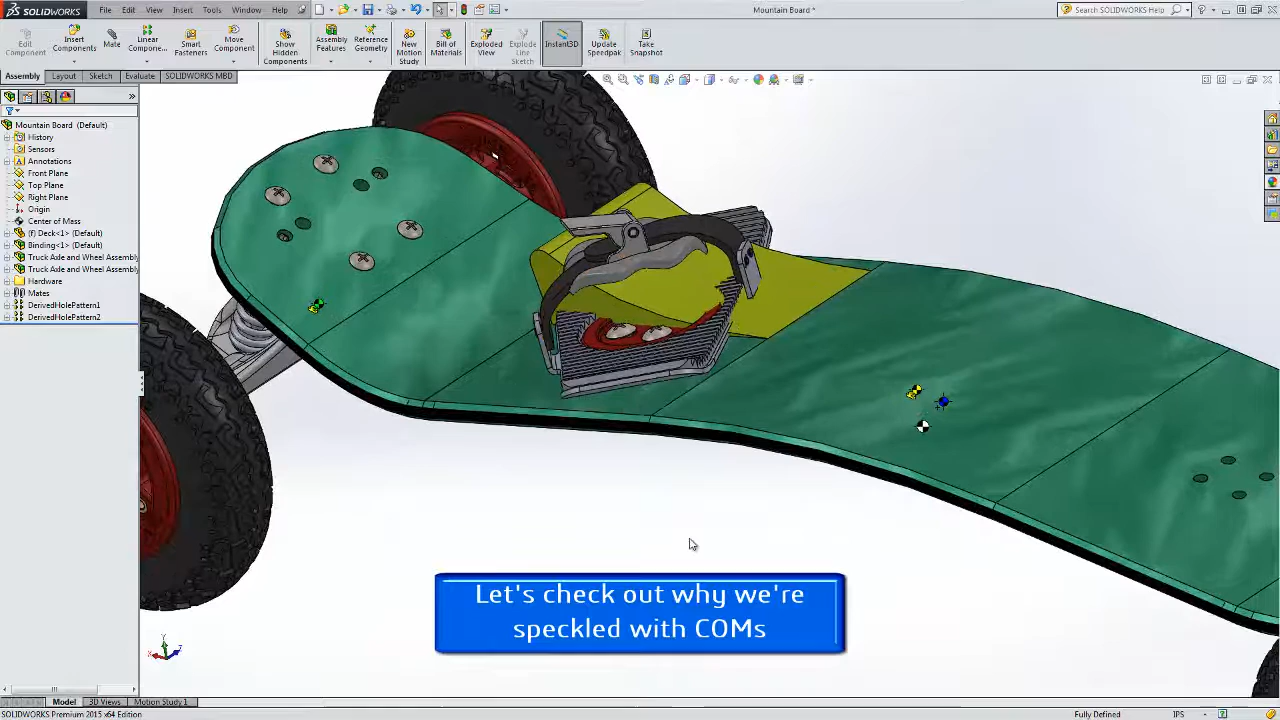 SOLIDWORKS
File Edit View Insert Tools Window Help
Mountain Board *
Search SOLIDWORKS Help
Edit Component
Insert Components
Mate
Linear Compone...
Smart Fasteners
Move Component
Show Hidden Components
Assembly Features
Reference Geometry
New Motion Study
Bill of Materials
Exploded View
Explode Line Sketch
Instant3D
Update Speedpak
Take Snapshot
Assembly Layout Sketch Evaluate SOLIDWORKS MBD
Mountain Board (Default)
History
Sensors
Annotations
Front Plane
Top Plane
Right Plane
Origin
Center of Mass
(f) Deck<1> (Default)
Binding<1> (Default)
Truck Axle and Wheel Assembly
Truck Axle and Wheel Assembly
Hardware
Mates
DerivedHolePattern1
DerivedHolePattern2
Let's check out why we're
speckled with COMs
Y
X
Z
Model 3D Views Motion Study 1
SOLIDWORKS Premium 2015 x64 Edition
Fully Defined
IPS